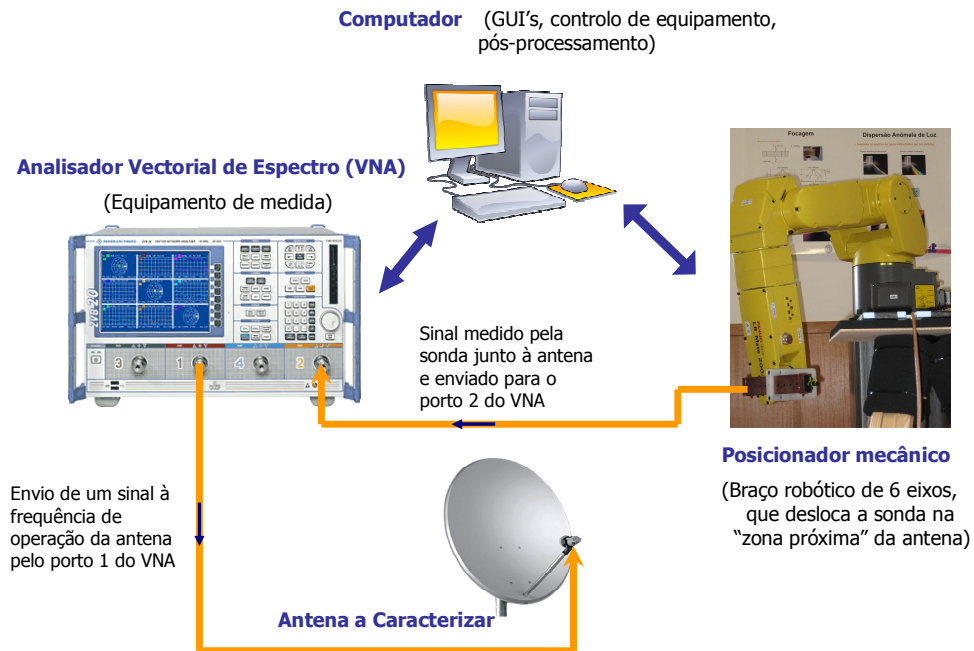 Computador (GUI's, controlo de equipamento,
pós-processamento)
Analisador Vectorial de Espectro (VNA)
(Equipamento de medida)
Focagem
Dispersão Anómala da Luz
ZVB20
3
1
4
2
Sinal medido pela
sonda junto à antena
e enviado para o
porto 2 do VNA
Posicionador mecânico
(Braço robótico de 6 eixos,
que desloca a sonda na
“zona próxima” da antena)
Envio de um sinal à
frequência de
operação da antena
pelo porto 1 do VNA
Antena a Caracterizar